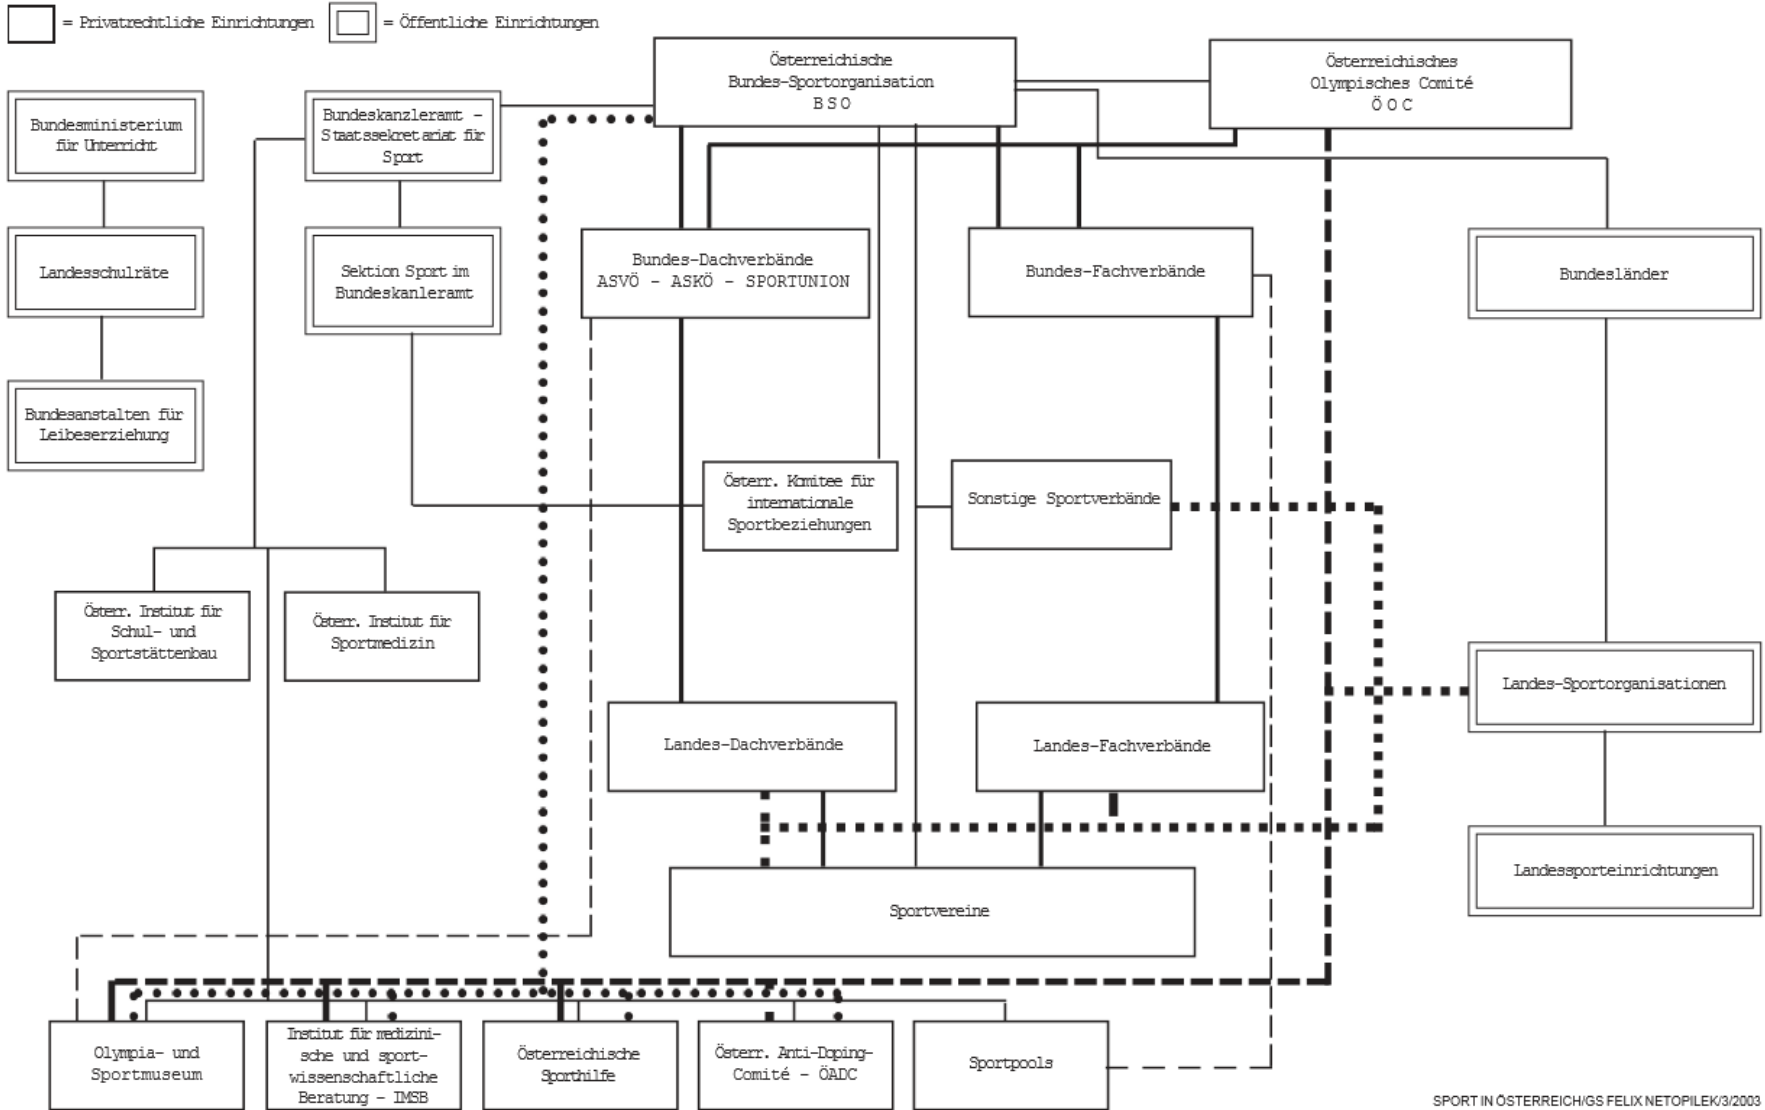 = Privatrechtliche Einrichtungen
= Öffentliche Einrichtungen
Österreichische
Bundes-Sportorganisation
B S O
Österreichisches
Olympisches Comité
Ö O C
Bundesministerium
für Unterricht
Bundeskanzleramt -
Staatssekretariat für
Sport
Landesschulräte
Sektion Sport im
Bundeskanleramt
Bundes-Dachverbände
ASVÖ - ASKÖ - SPORTUNION
Bundes-Fachverbände
Bundesländer
Bundesanstalten für
Leibeserziehung
Österr. Komitee für
internationale
Sportbeziehungen
Sonstige Sportverbände
Österr. Institut für
Schul- und
Sportstättenbau
Österr. Institut für
Sportmedizin
Landes-Sportorganisationen
Landes-Dachverbände
Landes-Fachverbände
Landessporteinrichtungen
Sportvereine
Olympia- und
Sportmuseum
Institut für medizini-
sche und sport-
wissenschaftliche
Beratung - IMSB
Österreichische
Sporthilfe
Österr. Anti-Doping-
Comité - ÖADC
Sportpools
SPORT IN ÖSTERREICH/GS FELIX NETOPILEK/3/2003